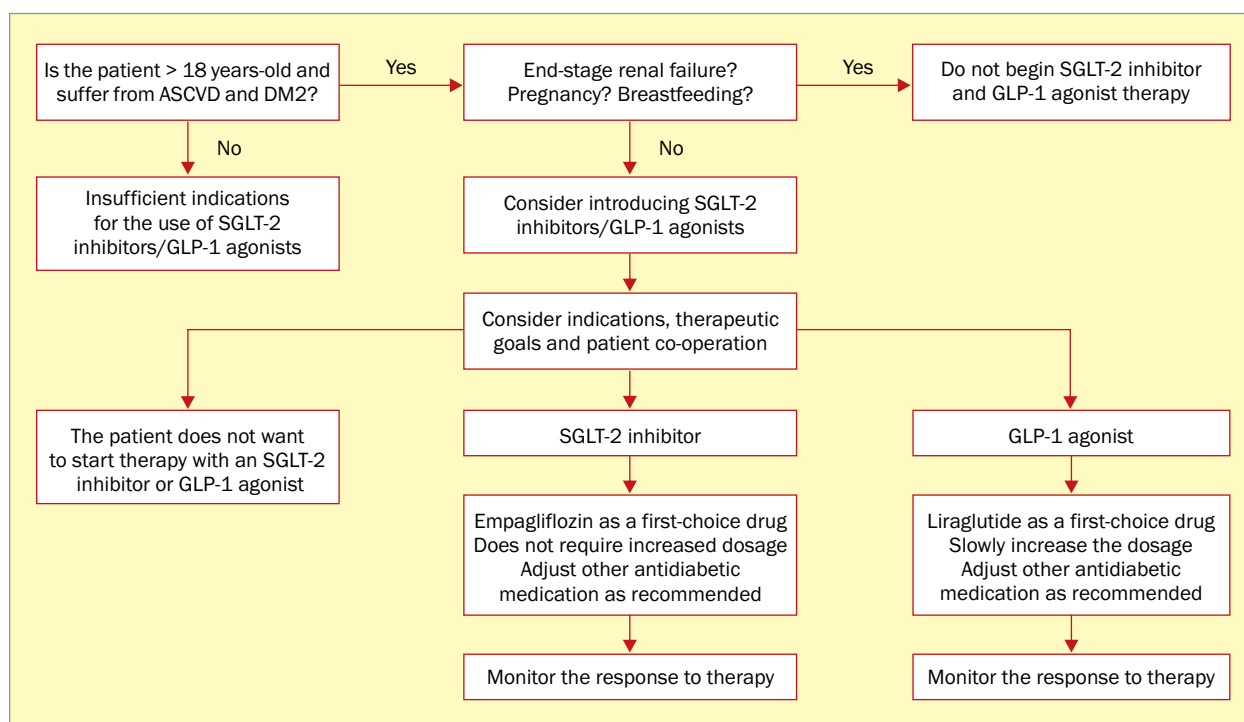 Is the patient > 18 years-old and
suffer from ASCVD and DM2?
Yes
End-stage renal failure?
Pregnancy? Breastfeeding?
Yes
Do not begin SGLT-2 inhibitor
and GLP-1 agonist therapy
No
No
Insufficient indications
for the use of SGLT-2
inhibitors/GLP-1 agonists
Consider introducing SGLT-2
inhibitors/GLP-1 agonists
Consider indications, therapeutic
goals and patient co-operation
The patient does not want
to start therapy with an SGLT-2
inhibitor or GLP-1 agonist
SGLT-2 inhibitor
GLP-1 agonist
Empagliflozin as a first-choice drug
Does not require increased dosage
Adjust other antidiabetic
medication as recommended
Liraglutide as a first-choice drug
Slowly increase the dosage
Adjust other antidiabetic
medication as recommended
Monitor the response to therapy
Monitor the response to therapy